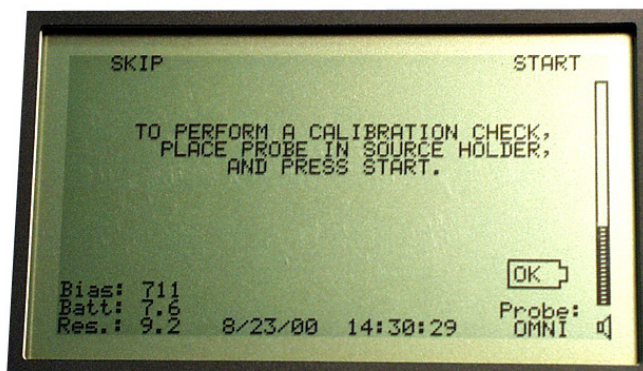 SKIP START
TO PERFORM A CALIBRATION CHECK,
PLACE PROBE IN SOURCE HOLDER,
AND PRESS START.
OK
Bias: 711
Batt: 7.6 Probe:
Res.: 9.2 8/23/00 14:30:29 OMNI